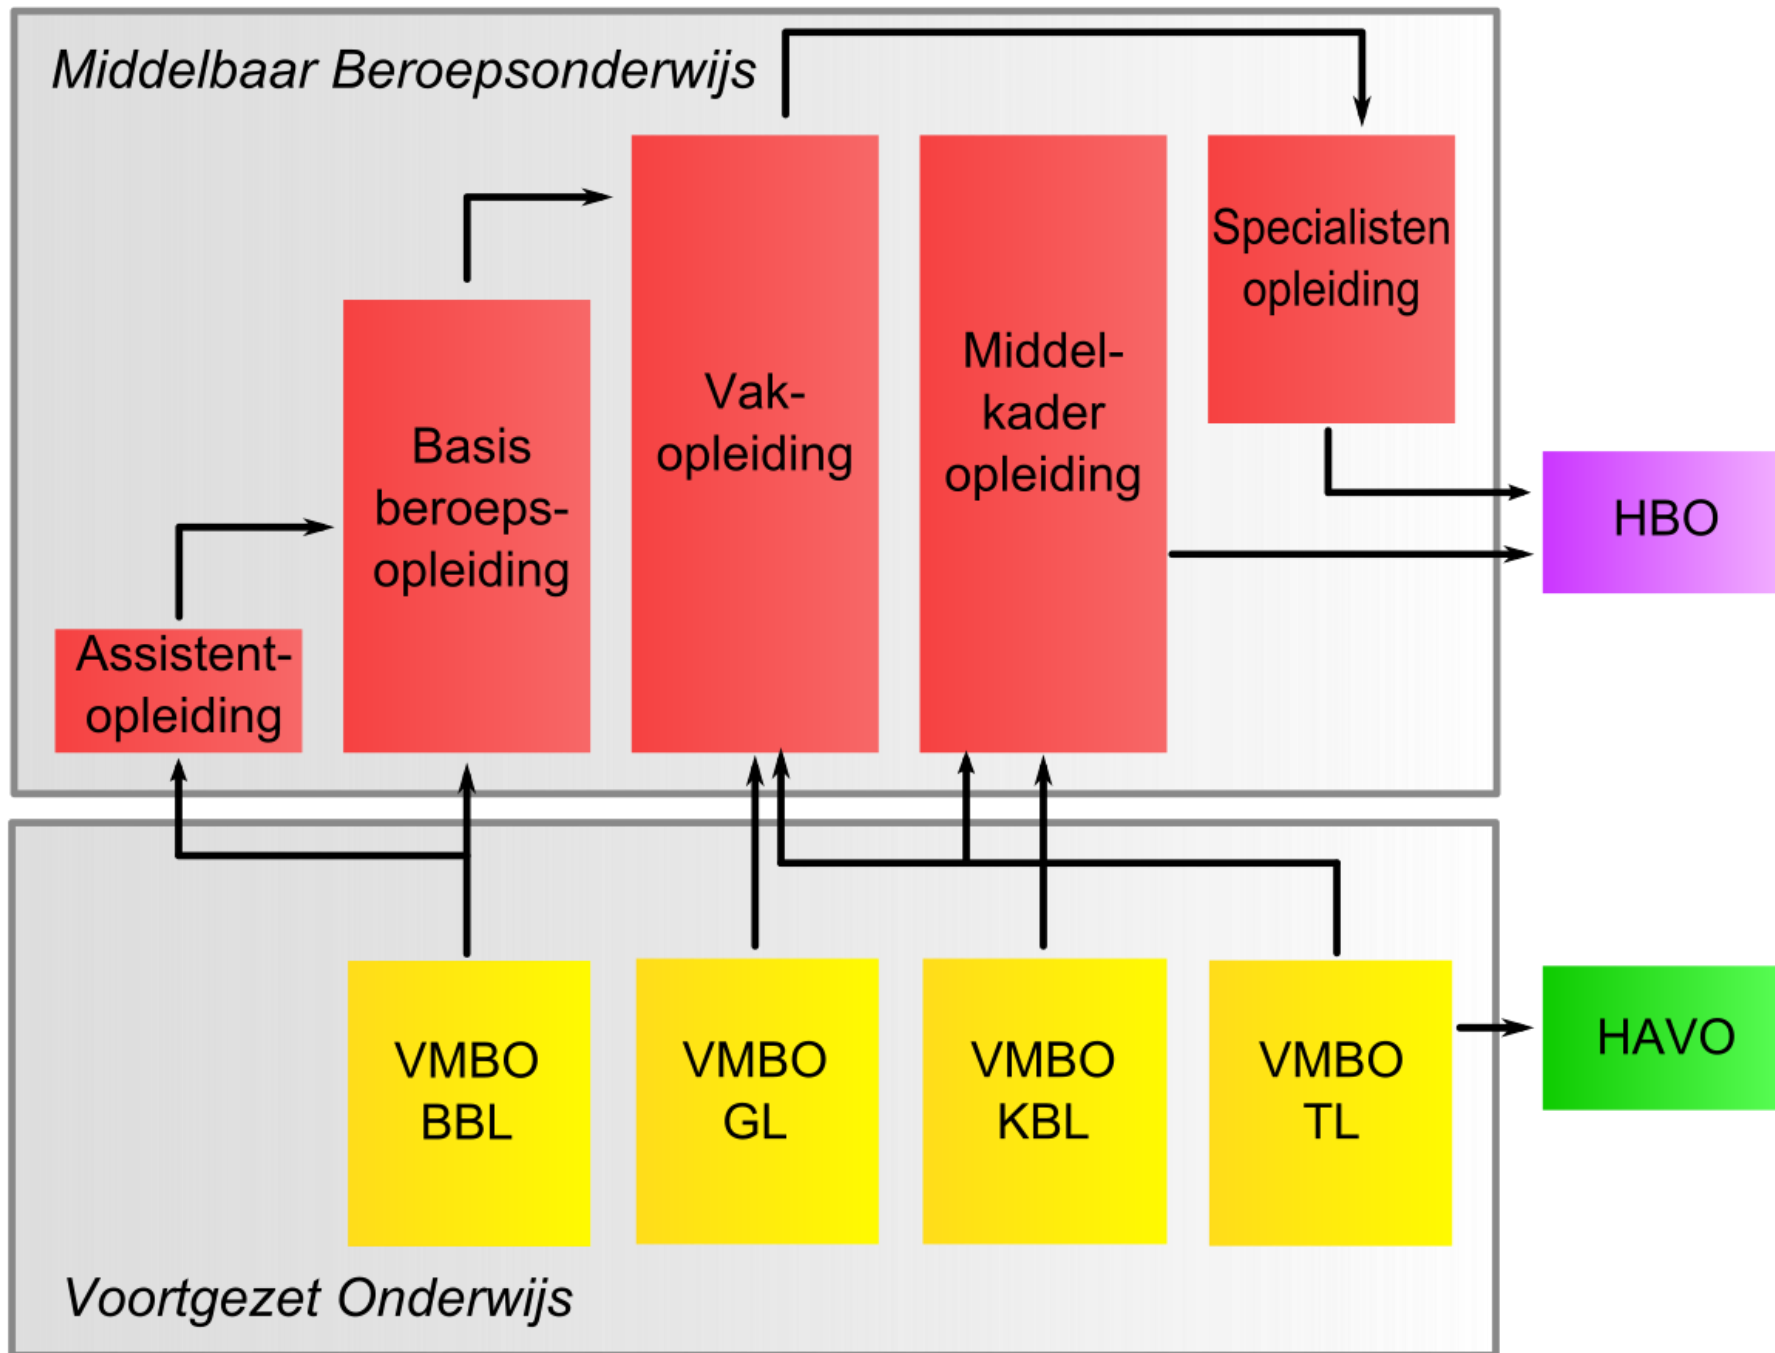 Middelbaar Beroepsonderwijs
Assistent-
opleiding
Basis
beroeps-
opleiding
Vak-
opleiding
Middel-
kader
opleiding
Specialisten
opleiding
HBO
VMBO
BBL
VMBO
GL
VMBO
KBL
VMBO
TL
HAVO
Voortgezet Onderwijs